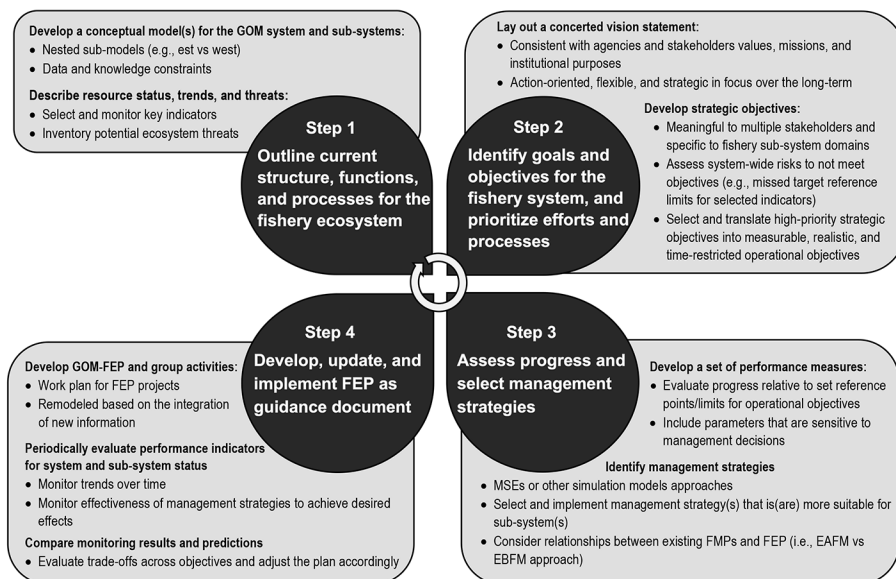 Develop a conceptual model(s) for the GOM system and sub-systems:
• Nested sub-models (e.g., est vs west)
• Data and knowledge constraints
Describe resource status, trends, and threats:
• Select and monitor key indicators
• Inventory potential ecosystem threats
Step 1
Outline current
structure, functions,
and processes for the
fishery ecosystem
Lay out a concerted vision statement:
• Consistent with agencies and stakeholders values, missions, and
institutional purposes
• Action-oriented, flexible, and strategic in focus over the long-term
Develop strategic objectives:
• Meaningful to multiple stakeholders and
specific to fishery sub-system domains
• Assess system-wide risks to not meet
objectives (e.g., missed target reference
limits for selected indicators)
• Select and translate high-priority strategic
objectives into measurable, realistic, and
time-restricted operational objectives
Step 2
Identify goals and
objectives for the
fishery system, and
prioritize efforts and
processes
Step 3
Assess progress and
select management
strategies
Develop a set of performance measures:
• Evaluate progress relative to set reference
points/limits for operational objectives
• Include parameters that are sensitive to
management decisions
Identify management strategies
• MSEs or other simulation models approaches
• Select and implement management strategy(s) that is(are) more suitable for
sub-system(s)
• Consider relationships between existing FMPs and FEP (i.e., EAFM vs
EBFM approach)
Step 4
Develop, update, and
implement FEP as
guidance document
Develop GOM-FEP and group activities:
• Work plan for FEP projects
• Remodeled based on the integration
of new information
Periodically evaluate performance indicators
for system and sub-system status
• Monitor trends over time
• Monitor effectiveness of management strategies to achieve desired
effects
Compare monitoring results and predictions
• Evaluate trade-offs across objectives and adjust the plan accordingly